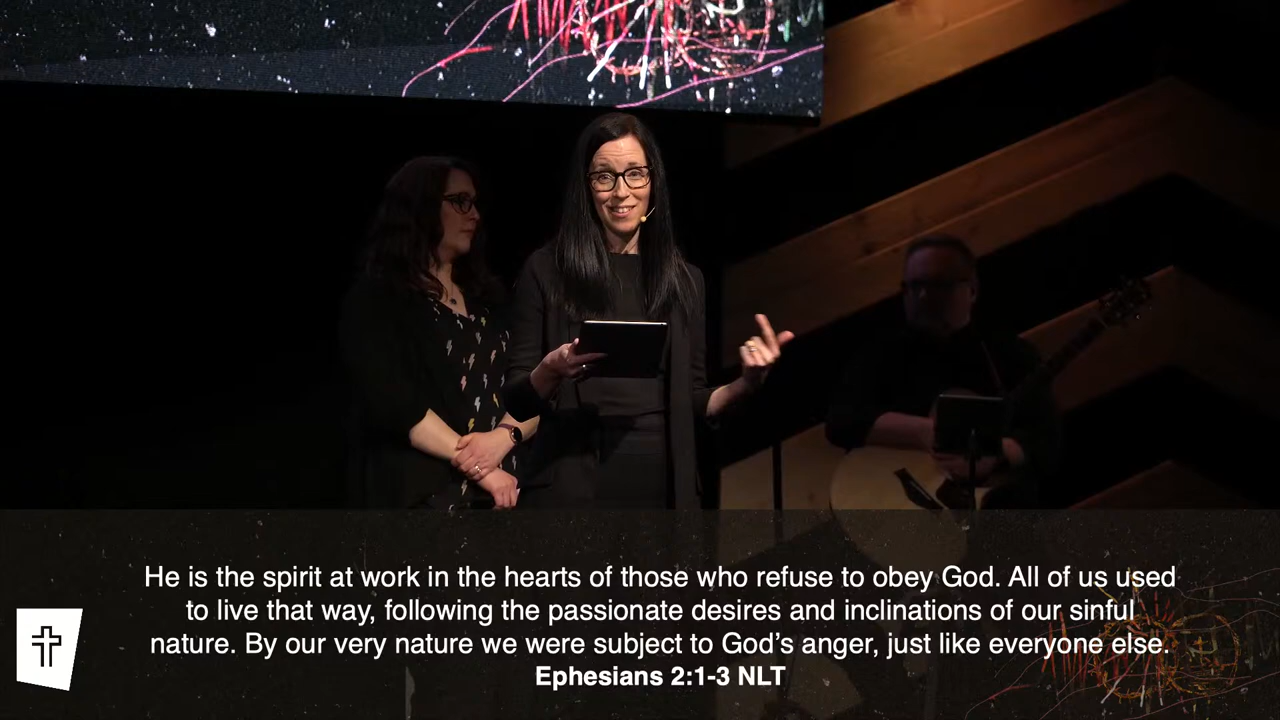 He is the spirit at work in the hearts of those who refuse to obey God. All of us used
to live that way, following the passionate desires and inclinations of our sinful
nature. By our very nature we were subject to God’s anger, just like everyone else.
Ephesians 2:1-3 NLT